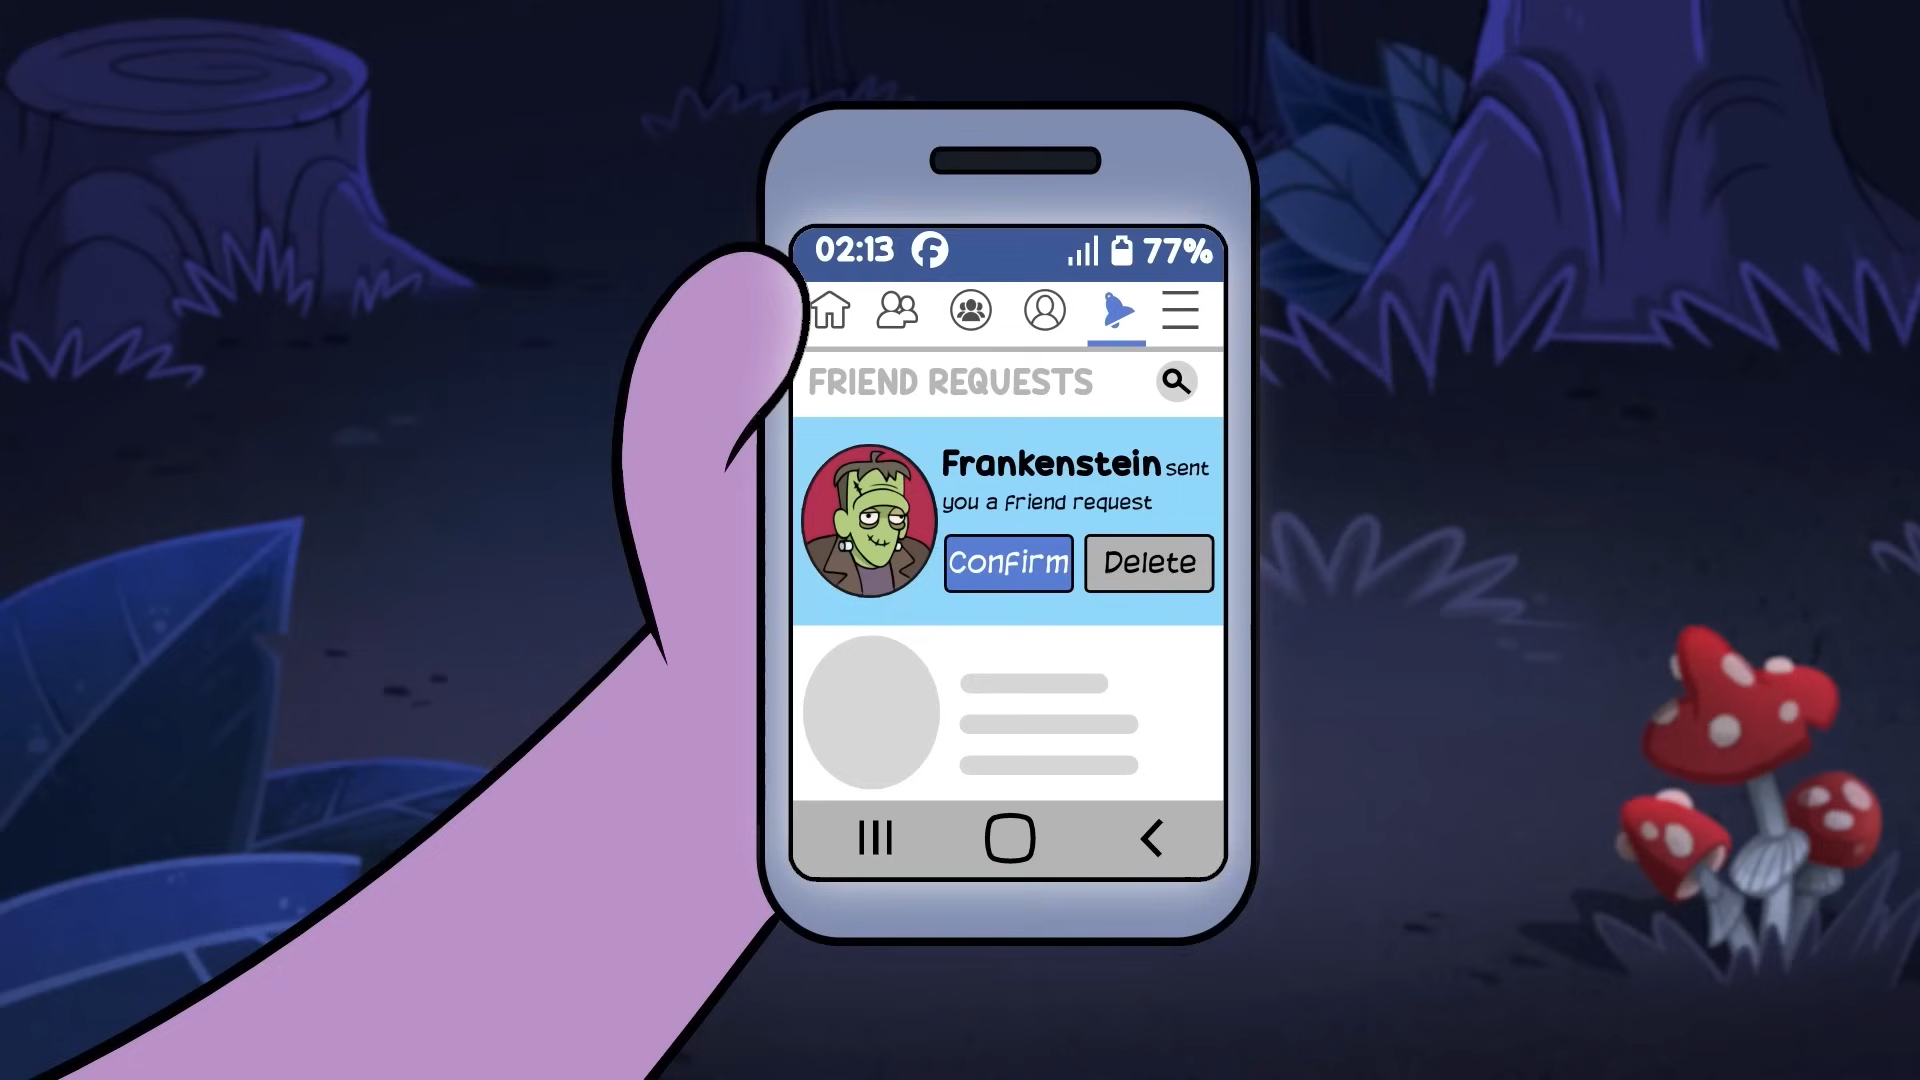 02:13 77%
FRIEND REQUESTS
Frankenstein sent
you a friend request
Confirm Delete